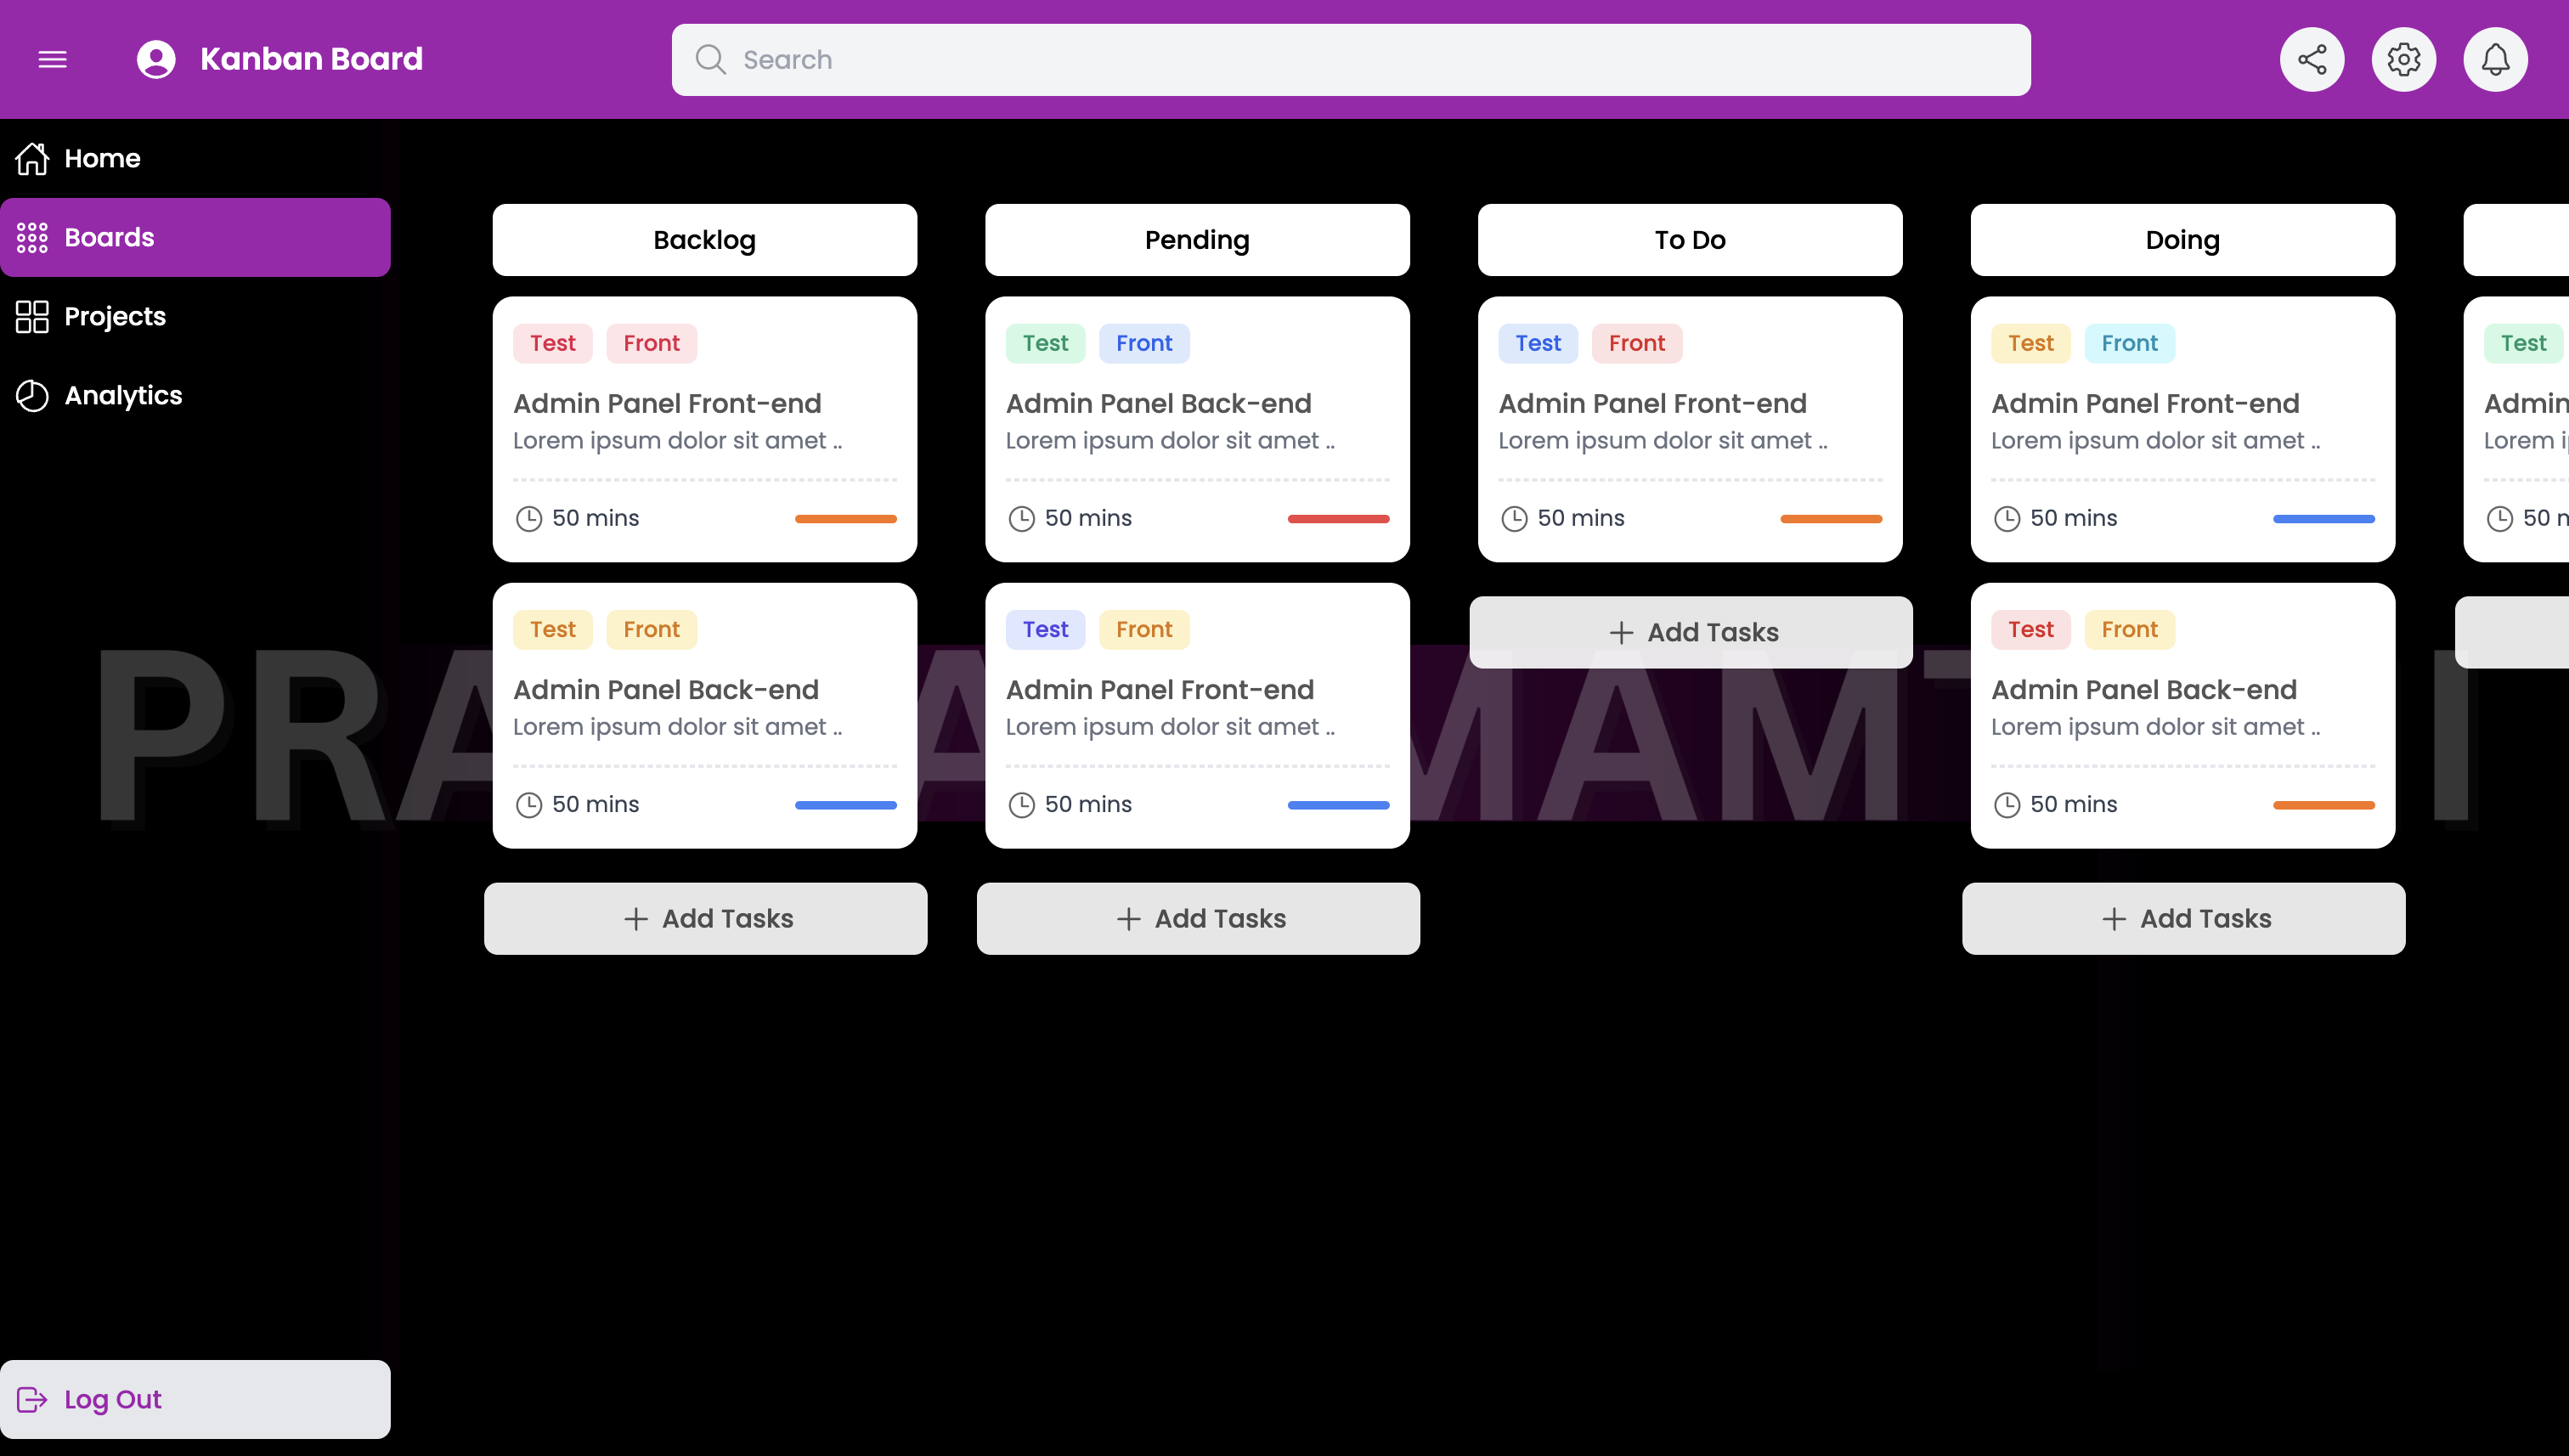 Kanban Board
Search
Home
Boards
Projects
Analytics
Log Out
Backlog
Test Front
Admin Panel Front-end
Lorem ipsum dolor sit amet ..
50 mins
Test Front
Admin Panel Back-end
Lorem ipsum dolor sit amet ..
50 mins
+ Add Tasks
Pending
Test Front
Admin Panel Back-end
Lorem ipsum dolor sit amet ..
50 mins
Test Front
Admin Panel Front-end
Lorem ipsum dolor sit amet ..
50 mins
+ Add Tasks
To Do
Test Front
Admin Panel Front-end
Lorem ipsum dolor sit amet ..
50 mins
+ Add Tasks
Doing
Test Front
Admin Panel Front-end
Lorem ipsum dolor sit amet ..
50 mins
Test Front
Admin Panel Back-end
Lorem ipsum dolor sit amet ..
50 mins
+ Add Tasks
Test
50